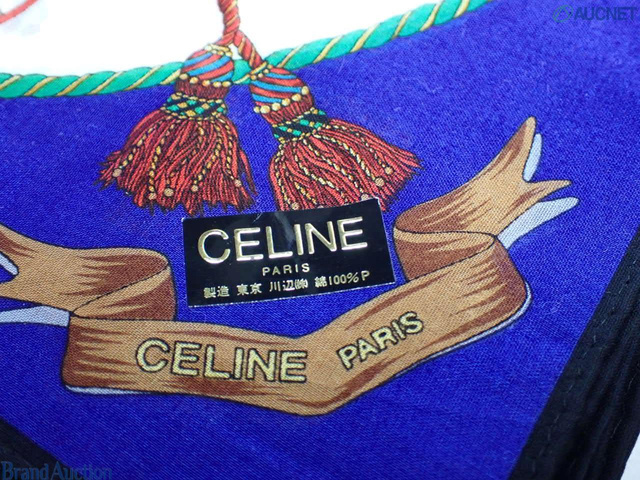 AUCNET
CELINE
PARIS
製造 東京 川辺㈱ 綿100% P
CELINE PARIS
Brand Auction